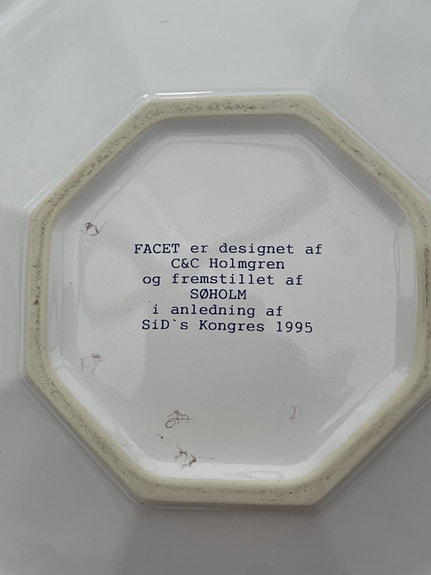 FACET er designet af
C&C Holmgren
og fremstillet af
SØHOLM
i anledning af
SiD`s Kongres 1995